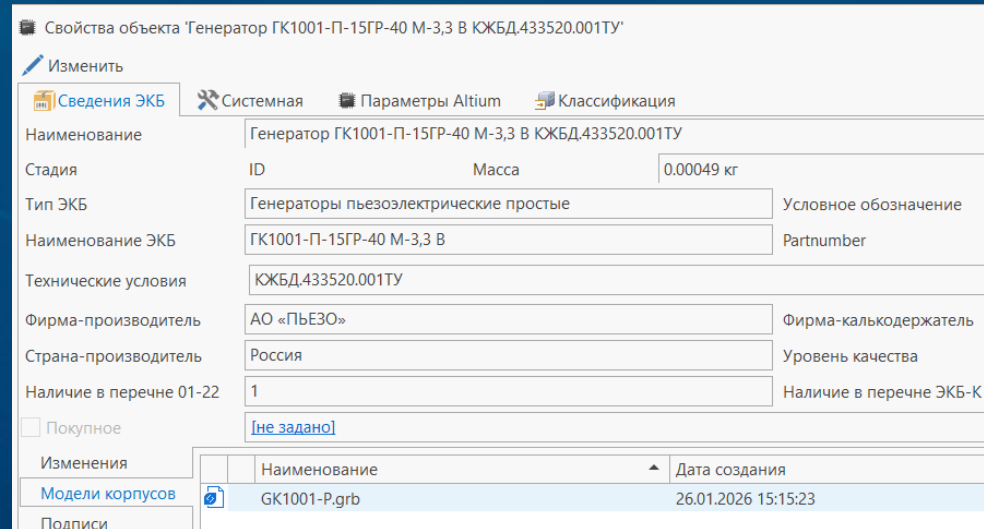 Свойства объекта 'Генератор ГК1001-П-15ГР-40 М-3,3 В КЖБД.433520.001ТУ'
Изменить
Сведения ЭКБ Системная Параметры Altium Классификация
Наименование Генератор ГК1001-П-15ГР-40 М-3,3 В КЖБД.433520.001ТУ
Стадия ID Масса 0.00049 кг
Тип ЭКБ Генераторы пьезоэлектрические простые Условное обозначение
Наименование ЭКБ ГК1001-П-15ГР-40 М-3,3 В Partnumber
Технические условия КЖБД.433520.001ТУ
Фирма-производитель АО «ПЬЕЗО» Фирма-калькодержатель
Страна-производитель Россия Уровень качества
Наличие в перечне 01-22 1 Наличие в перечне ЭКБ-К
Покупное [не задано]
Изменения Наименование Дата создания
Модели корпусов GK1001-P.grb 26.01.2026 15:15:23
Подписи